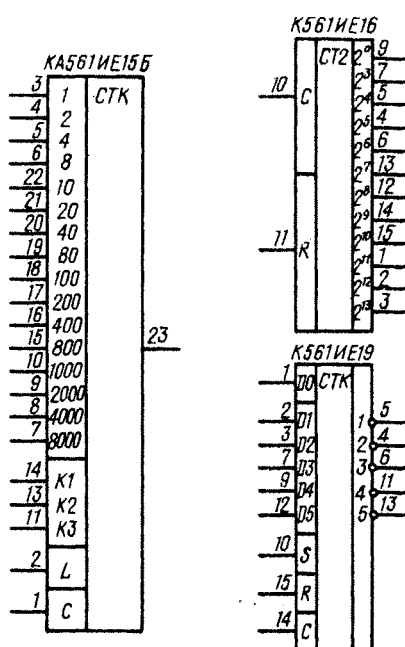 КА561ИЕ15Б
3 1 СТК
4 2
5 4
6 8
22 10
21 20
20 40
19 80
18 100
17 200
16 400
15 800 23
10 1000
9 2000
8 4000
7 8000
14 K1
13 K2
11 K3
2 L
1 C
К561ИЕ16
10 C CT2 2⁰ 9
2³ 7
2⁴ 5
2⁵ 4
2⁶ 6
2⁷ 13
2⁸ 12
2⁹ 14
11 R 2¹⁰ 15
2¹¹ 1
2¹² 2
2¹³ 3
К561ИЕ19
1 D0 СТК
2 D1 1 5
3 D2 2 4
7 D3 3 6
9 D4 4 11
12 D5 5 13
10 S
15 R
14 C